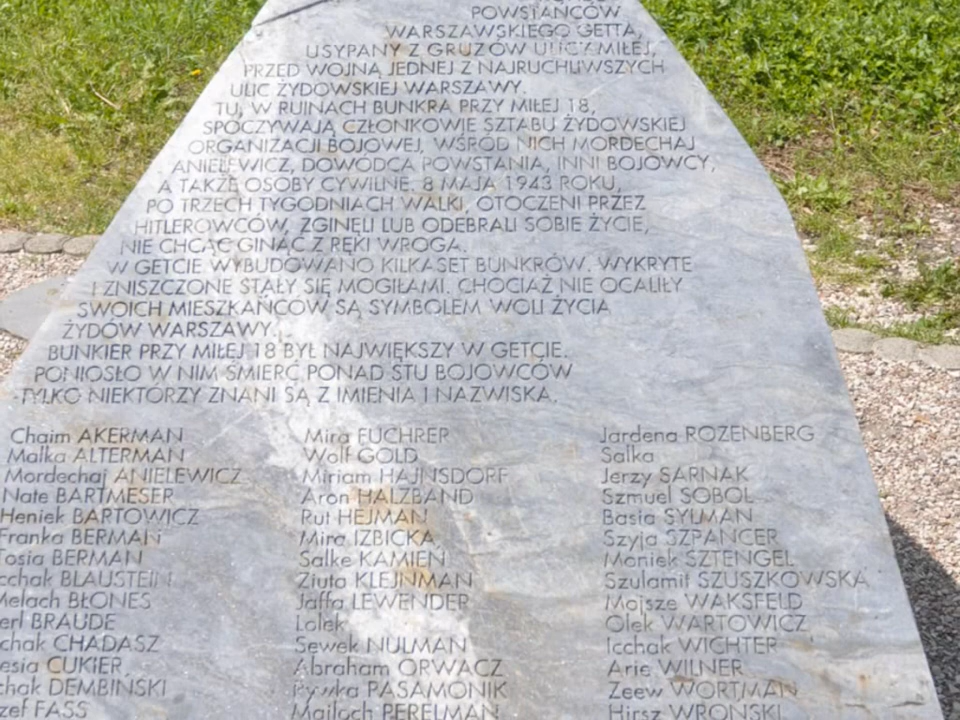 POWSTAŃCÓW
WARSZAWSKIEGO GETTA,
USYPANY Z GRUZÓW ULICY MIŁEJ,
PRZED WOJNĄ JEDNEJ Z NAJRUCHLIWSZYCH
ULIC ŻYDOWSKIEJ WARSZAWY.
TU, W RUINACH BUNKRA PRZY MIŁEJ 18,
SPOCZYWAJĄ CZŁONKOWIE SZTABU ŻYDOWSKIEJ
ORGANIZACJI BOJOWEJ, WŚRÓD NICH MORDECHAJ
ANIELEWICZ, DOWÓDCA POWSTANIA, INNI BOJOWCY,
A TAKŻE OSOBY CYWILNE. 8 MAJA 1943 ROKU,
PO TRZECH TYGODNIACH WALKI, OTOCZENI PRZEZ
HITLEROWCÓW, ZGINĘLI LUB ODEBRALI SOBIE ŻYCIE,
NIE CHCĄC GINĄĆ Z RĘKI WROGA.
W GETCIE WYBUDOWANO KILKASET BUNKRÓW. WYKRYTE
I ZNISZCZONE STAŁY SIĘ MOGIŁAMI. CHOCIAŻ NIE OCALIŁY
SWOICH MIESZKAŃCÓW SĄ SYMBOLEM WOLI ŻYCIA
ŻYDÓW WARSZAWY.
BUNKIER PRZY MIŁEJ 18 BYŁ NAJWIĘKSZY W GETCIE.
PONIOSŁO W NIM ŚMIERĆ PONAD STU BOJOWCÓW
TYLKO NIEKTÓRZY ZNANI SĄ Z IMIENIA I NAZWISKA.
Chaim AKERMAN
Malka ALTERMAN
Mordechaj ANIELEWICZ
Nate BARTMESER
Heniek BARTOWICZ
Franka BERMAN
Tosia BERMAN
cchak BLAUSTEIN
Melach BŁONES
erl BRAUDE
chak CHADASZ
esia CUKIER
chak DEMBIŃSKI
zef FASS
Mira FUCHRER
Wolf GOLD
Miriam HAJNSDORF
Aron HALZBAND
Rut HEJMAN
Mira IZBICKA
Salke KAMIEŃ
Ziuta KLEJNMAN
Jaffa LEWENDER
Lolek
Sewek NULMAN
Abraham ORWACZ
Rywka PASAMONIK
Majloch PERELMAN
Jardena ROZENBERG
Salka
Jerzy SARNAK
Szmuel SOBOL
Basia SYLMAN
Szyja SZPANCER
Moniek SZTENGEL
Szulamit SZUSZKOWSKA
Mojsze WAKSFELD
Olek WARTOWICZ
Icchak WICHTER
Arie WILNER
Zeew WORTMAN
Hirsz WROŃSKI